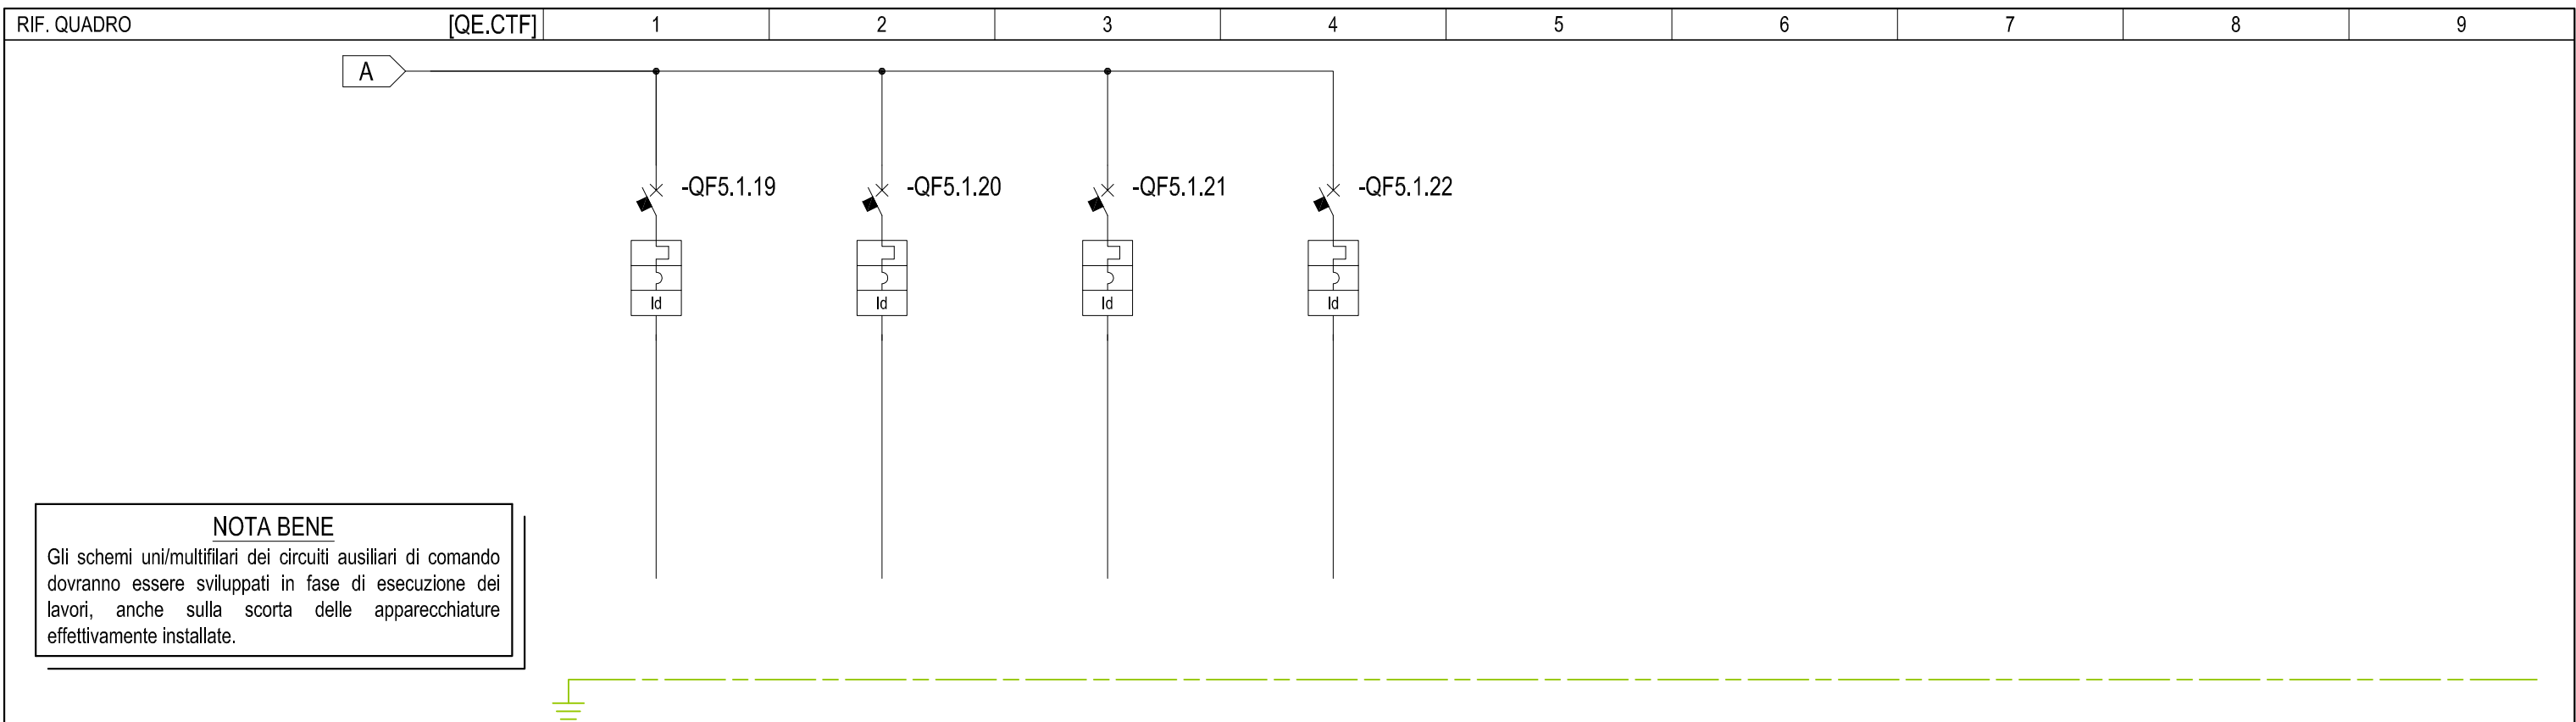 RIF. QUADRO [QE.CTF] 1 2 3 4 5 6 7 8 9
A
-QF5.1.19 -QF5.1.20 -QF5.1.21 -QF5.1.22
Id Id Id Id
NOTA BENE
Gli schemi uni/multifilari dei circuiti ausiliari di comando
dovranno essere sviluppati in fase di esecuzione dei
lavori, anche sulla scorta delle apparecchiature
effettivamente installate.